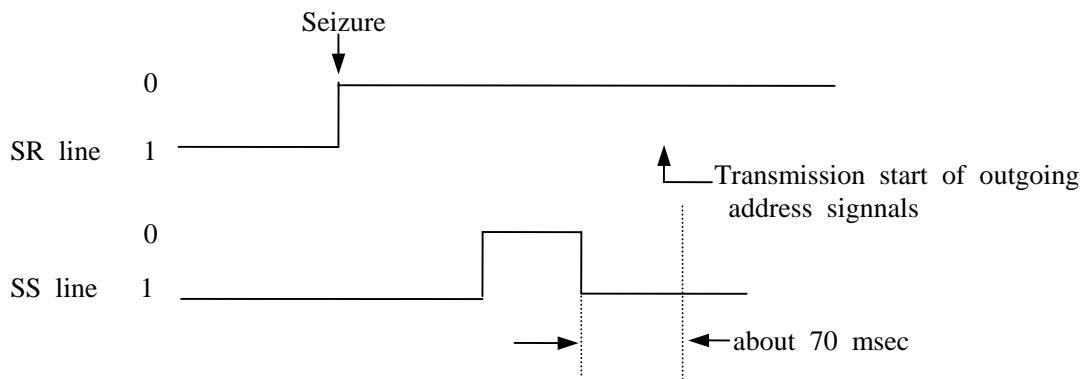 Seizure
0
SR line 1
Transmission start of outgoing
address signnals
0
SS line 1
about 70 msec